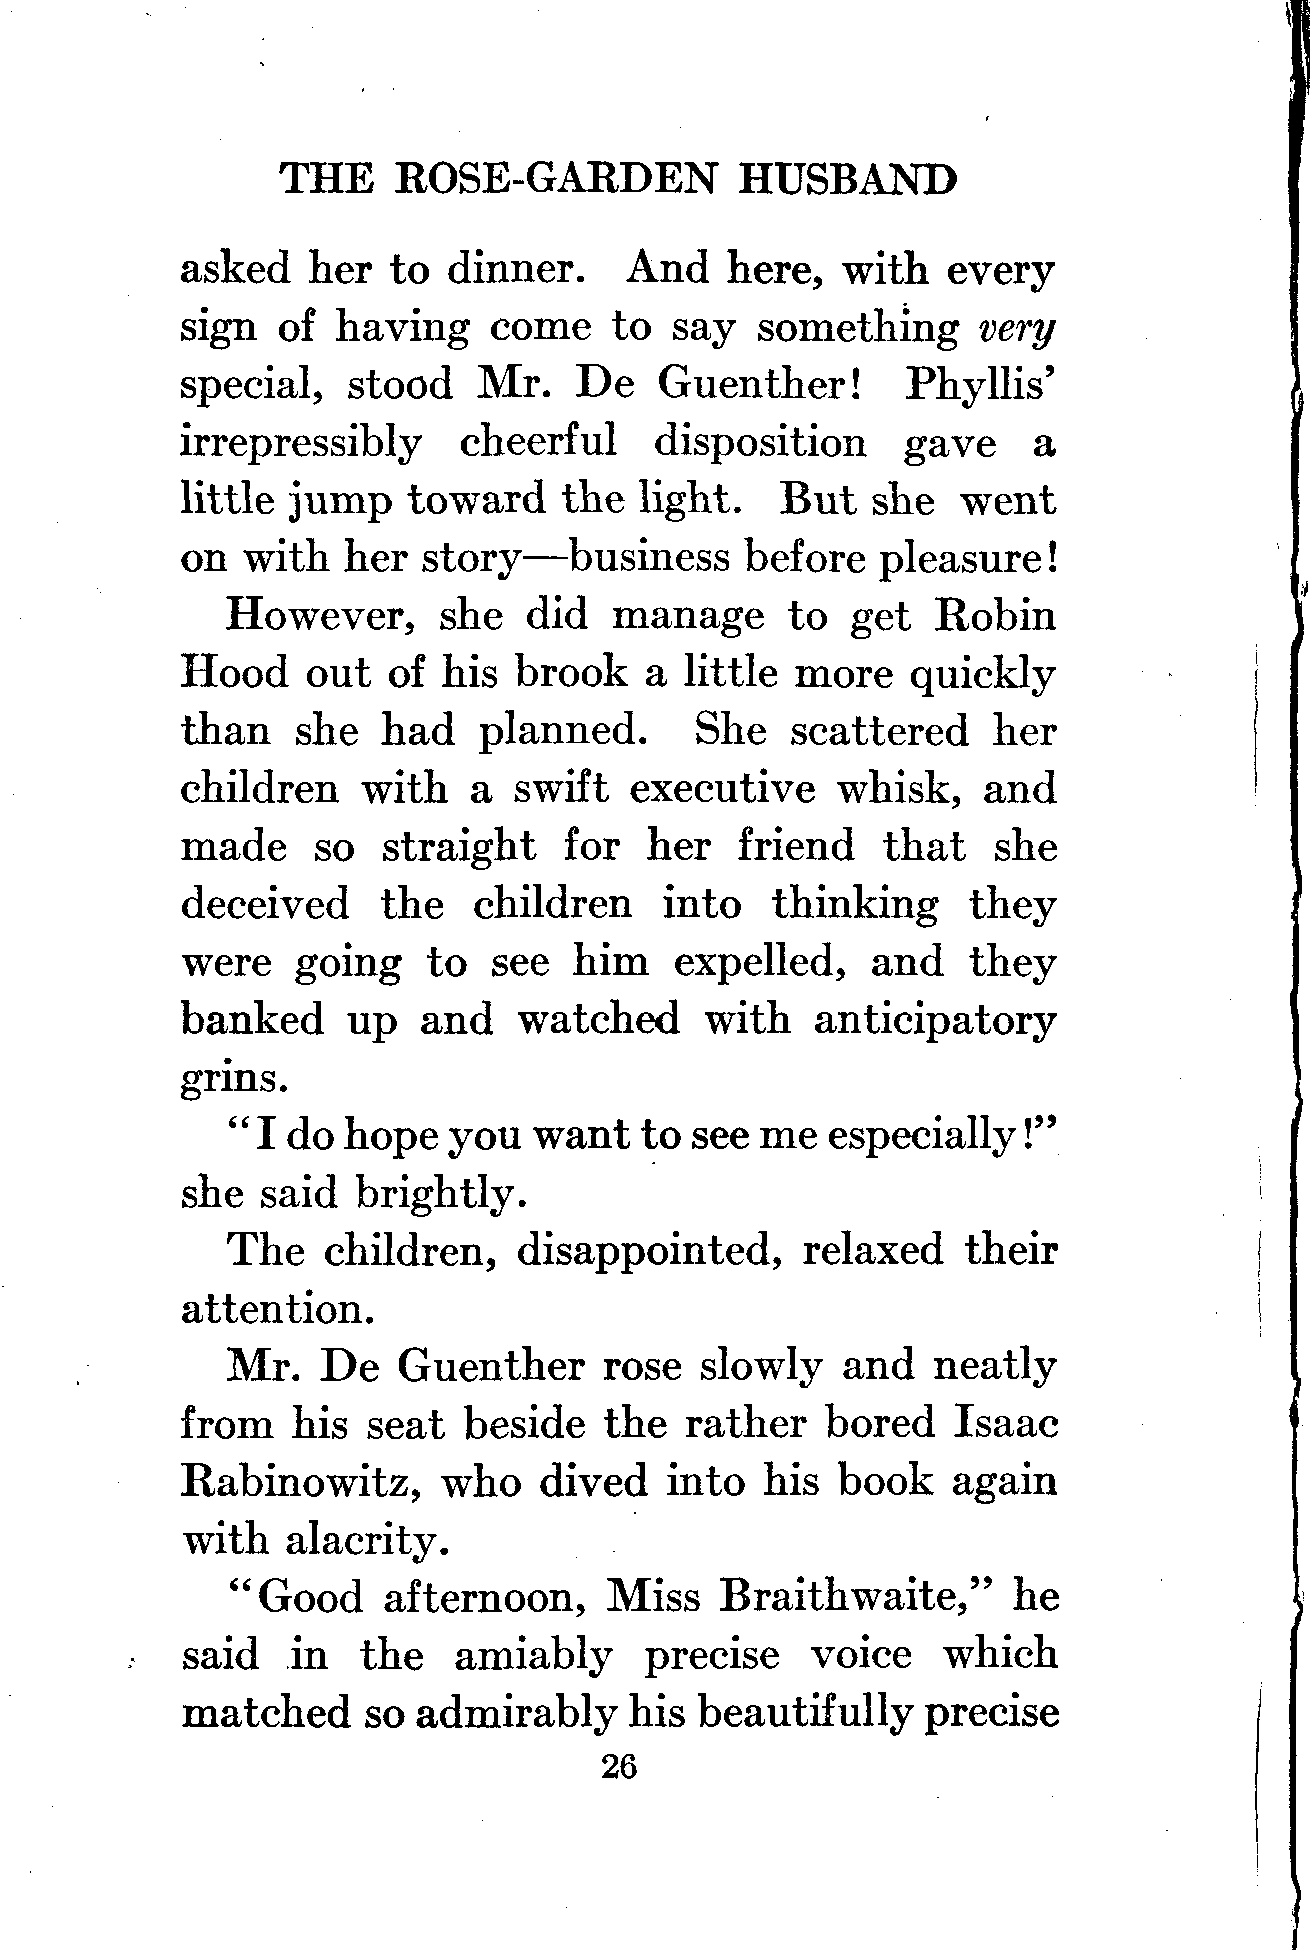 THE ROSE-GARDEN HUSBAND
asked her to dinner. And here, with every
sign of having come to say something very
special, stood Mr. De Guenther! Phyllis’
irrepressibly cheerful disposition gave a
little jump toward the light. But she went
on with her story—business before pleasure!
However, she did manage to get Robin
Hood out of his brook a little more quickly
than she had planned. She scattered her
children with a swift executive whisk, and
made so straight for her friend that she
deceived the children into thinking they
were going to see him expelled, and they
banked up and watched with anticipatory
grins.
“I do hope you want to see me especially!”
she said brightly.
The children, disappointed, relaxed their
attention.
Mr. De Guenther rose slowly and neatly
from his seat beside the rather bored Isaac
Rabinowitz, who dived into his book again
with alacrity.
“Good afternoon, Miss Braithwaite,” he
said in the amiably precise voice which
matched so admirably his beautifully precise
26